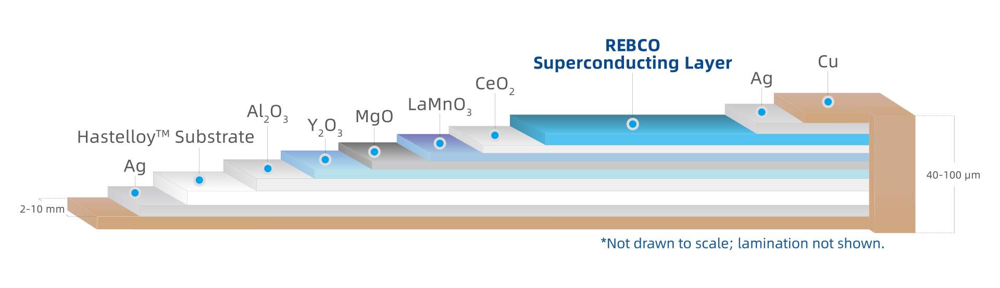 REBCO
Superconducting Layer
Cu
Ag
CeO₂
LaMnO₃
MgO
Al₂O₃
Y₂O₃
Hastelloy™ Substrate
Ag
40-100 μm
2-10 mm
*Not drawn to scale; lamination not shown.